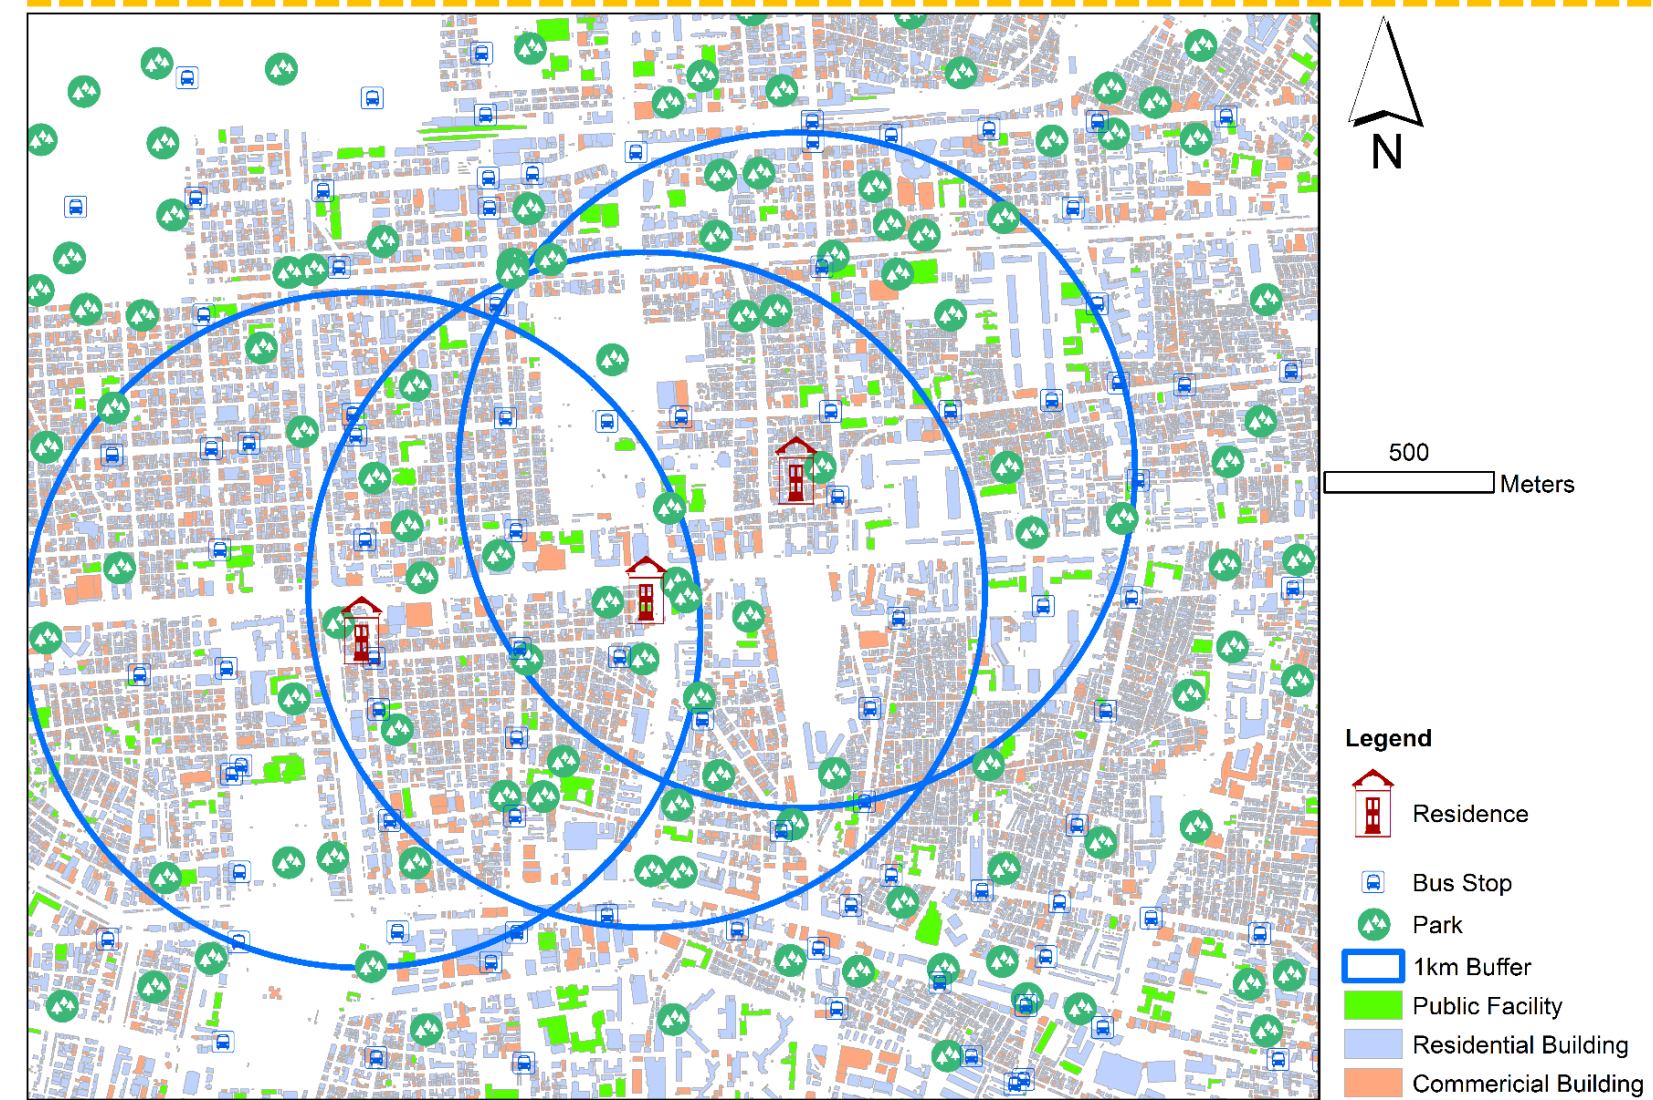 N
500
Meters
Legend
Residence
Bus Stop
Park
1km Buffer
Public Facility
Residential Building
Commericial Building